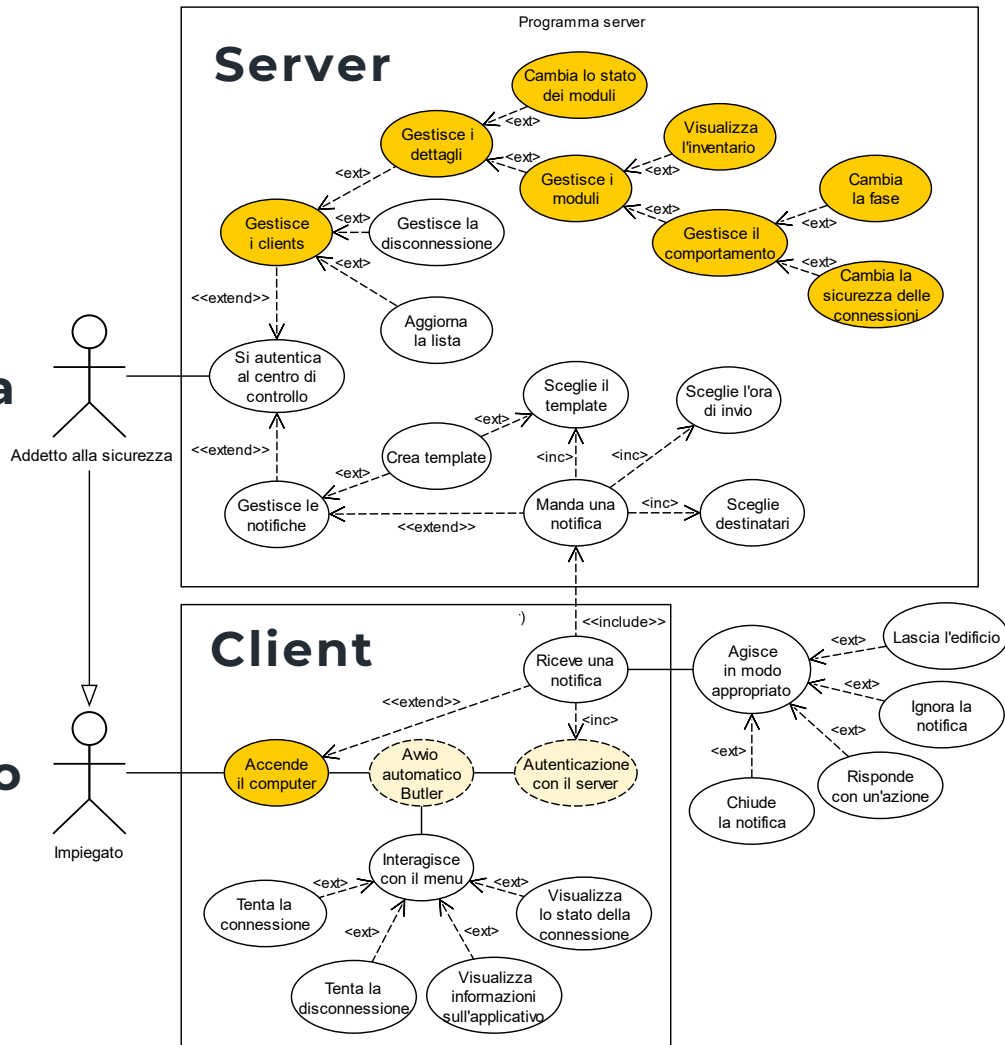 Programma server
Server
Cambia lo stato
dei moduli
<ext>
Gestisce i
dettagli
Visualizza
l'inventario
<ext>
<ext>
Gestisce i
moduli
<ext>
Cambia
la fase
<ext>
<ext>
Gestisce
i clients
<ext>
Gestisce la
disconnessione
Gestisce il
comportamento
<ext>
<ext>
Cambia la
sicurezza delle
connessioni
<<extend>>
Aggiorna
la lista
Si autentica
al centro di
controllo
a
Addetto alla sicurezza
Sceglie il
template
Sceglie l'ora
di invio
<ext>
<<extend>>
Crea template
<inc>
<inc>
<ext>
Gestisce le
notifiche
<<extend>>
Manda una
notifica
<inc>
Sceglie
destinatari
Client
)
<<include>>
Riceve una
notifica
Agisce
in modo
appropriato
<ext>
Lascia l'edificio
<<extend>>
<inc>
<ext>
Ignora la
notifica
<ext>
<ext>
o
Impiegato
Accende
il computer
Avvio
automatico
Butler
Autenticazione
con il server
Chiude
la notifica
Risponde
con un'azione
Interagisce
con il menu
<ext>
<ext>
Tenta la
connessione
Visualizza
lo stato della
connessione
<ext>
<ext>
Tenta la
disconnessione
Visualizza
informazioni
sull'applicativo